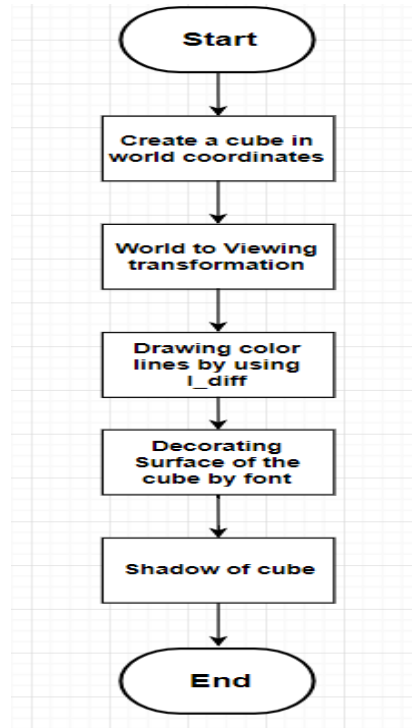 Start
Create a cube in
world coordinates
World to Viewing
transformation
Drawing color
lines by using
I_diff
Decorating
Surface of the
cube by font
Shadow of cube
End